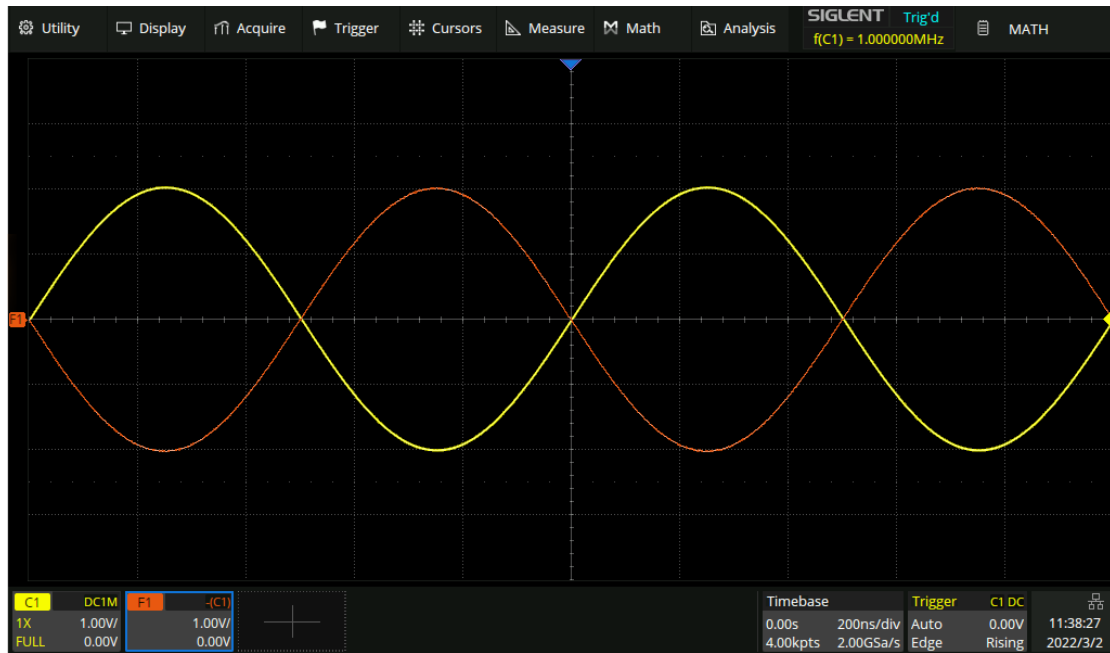 Utility Display Acquire Trigger Cursors Measure Math Analysis SIGLENT Trig'd MATH
f(C1) = 1.000000MHz
F1
C1 DC1M F1 -(C1) Timebase Trigger C1 DC
1X 1.00V/ 1.00V/ 0.00s 200ns/div Auto 0.00V 11:38:27
FULL 0.00V 0.00V 4.00kpts 2.00GSa/s Edge Rising 2022/3/2